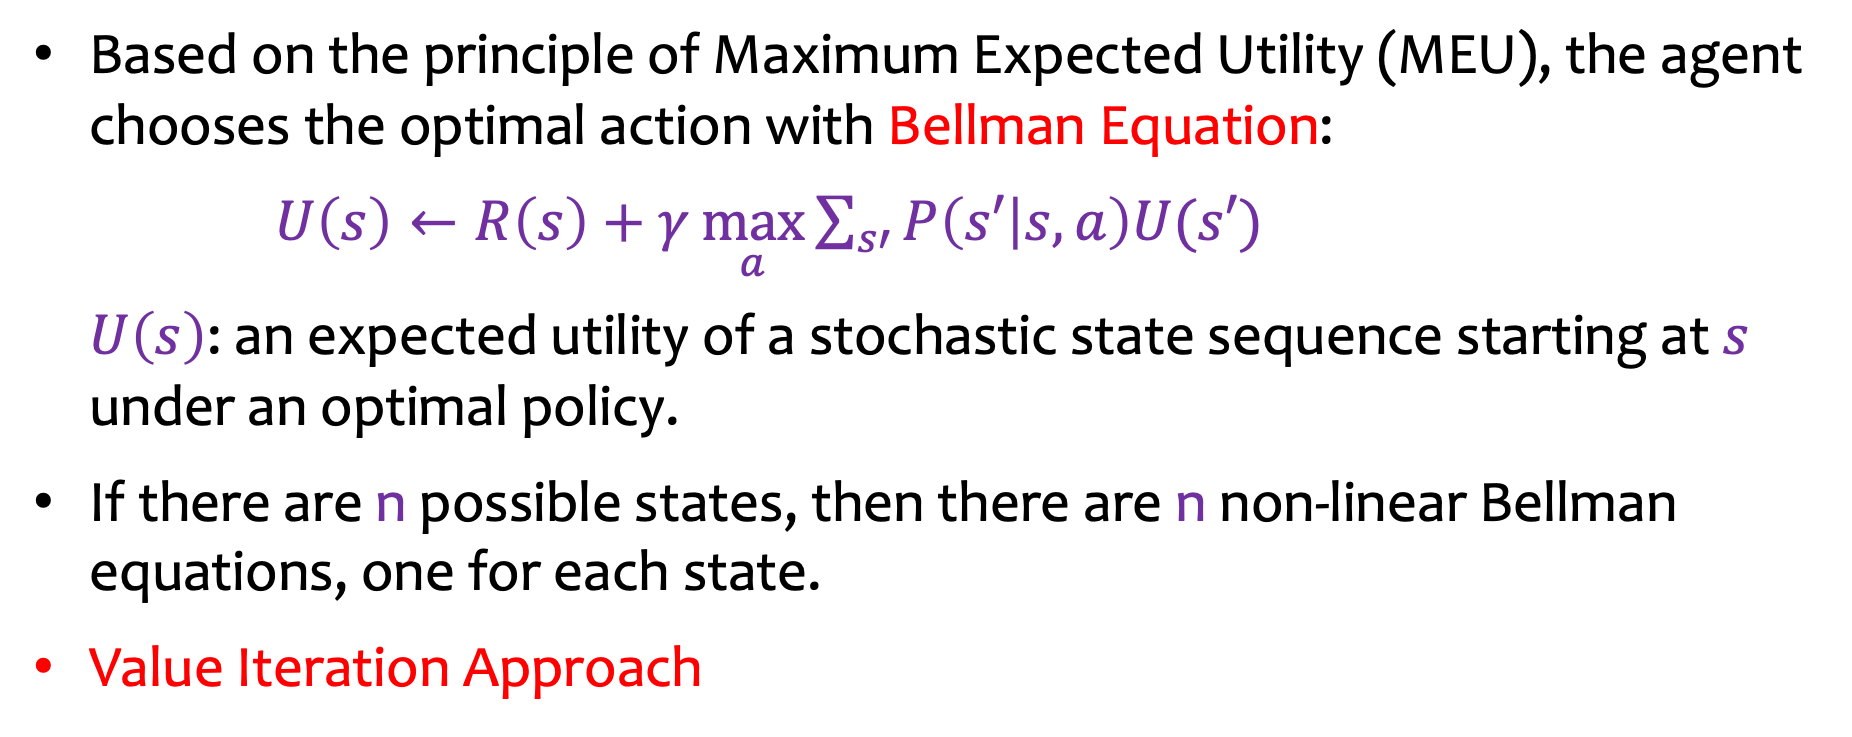 • Based on the principle of Maximum Expected Utility (MEU), the agent
chooses the optimal action with Bellman Equation:
U(s) ← R(s) + γ max ∑s′ P(s′|s, a)U(s′)
a
U(s): an expected utility of a stochastic state sequence starting at s
under an optimal policy.
• If there are n possible states, then there are n non-linear Bellman
equations, one for each state.
• Value Iteration Approach